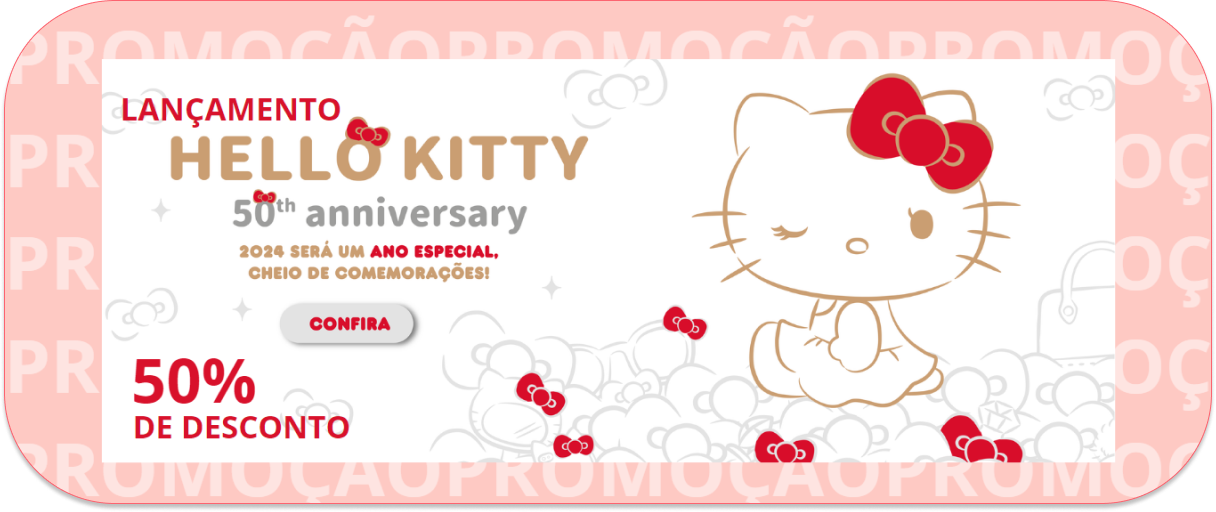 PROMOÇÃOPROMOÇÃOPROMOÇ
LANÇAMENTO
HELLO KITTY
50th anniversary
2024 SERÁ UM ANO ESPECIAL,
CHEIO DE COMEMORAÇÕES!
CONFIRA
50%
DE DESCONTO
PROMOÇÃOPROMOÇÃOPROMOÇ